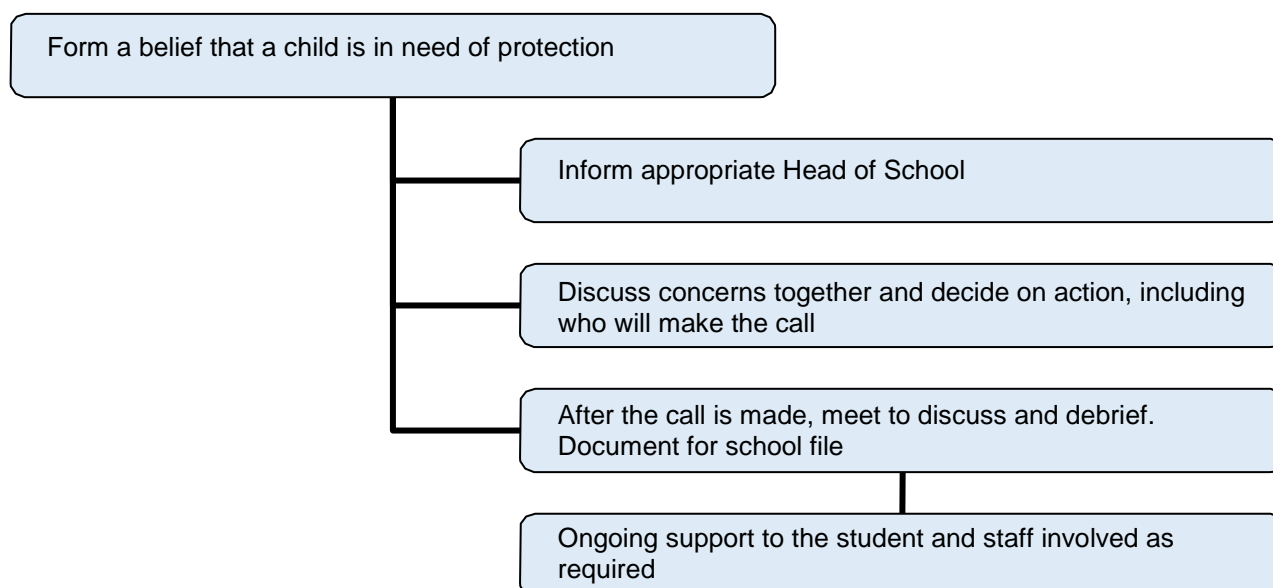 Form a belief that a child is in need of protection
Inform appropriate Head of School
Discuss concerns together and decide on action, including
who will make the call
After the call is made, meet to discuss and debrief.
Document for school file
Ongoing support to the student and staff involved as
required